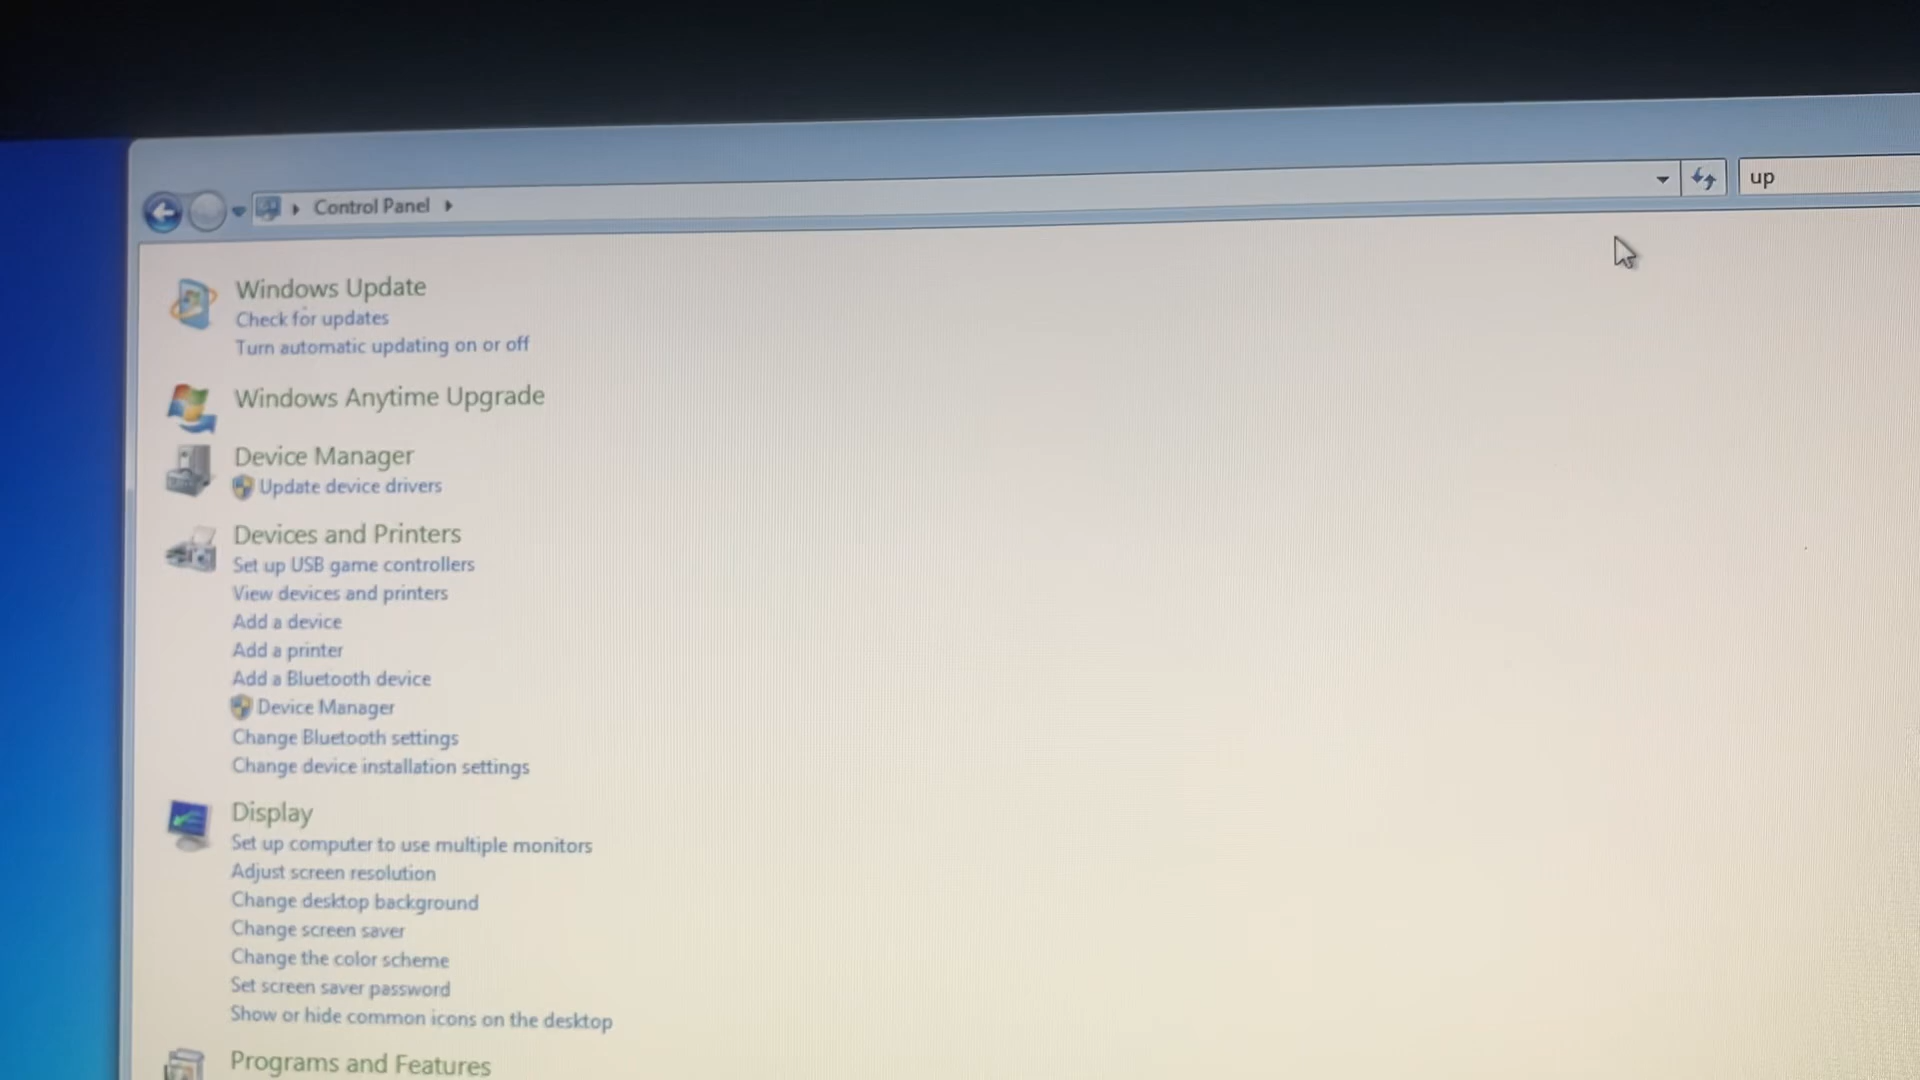 Control Panel
up
Windows Update
Check for updates
Turn automatic updating on or off
Windows Anytime Upgrade
Device Manager
Update device drivers
Devices and Printers
Set up USB game controllers
View devices and printers
Add a device
Add a printer
Add a Bluetooth device
Device Manager
Change Bluetooth settings
Change device installation settings
Display
Set up computer to use multiple monitors
Adjust screen resolution
Change desktop background
Change screen saver
Change the color scheme
Set screen saver password
Show or hide common icons on the desktop
Programs and Features